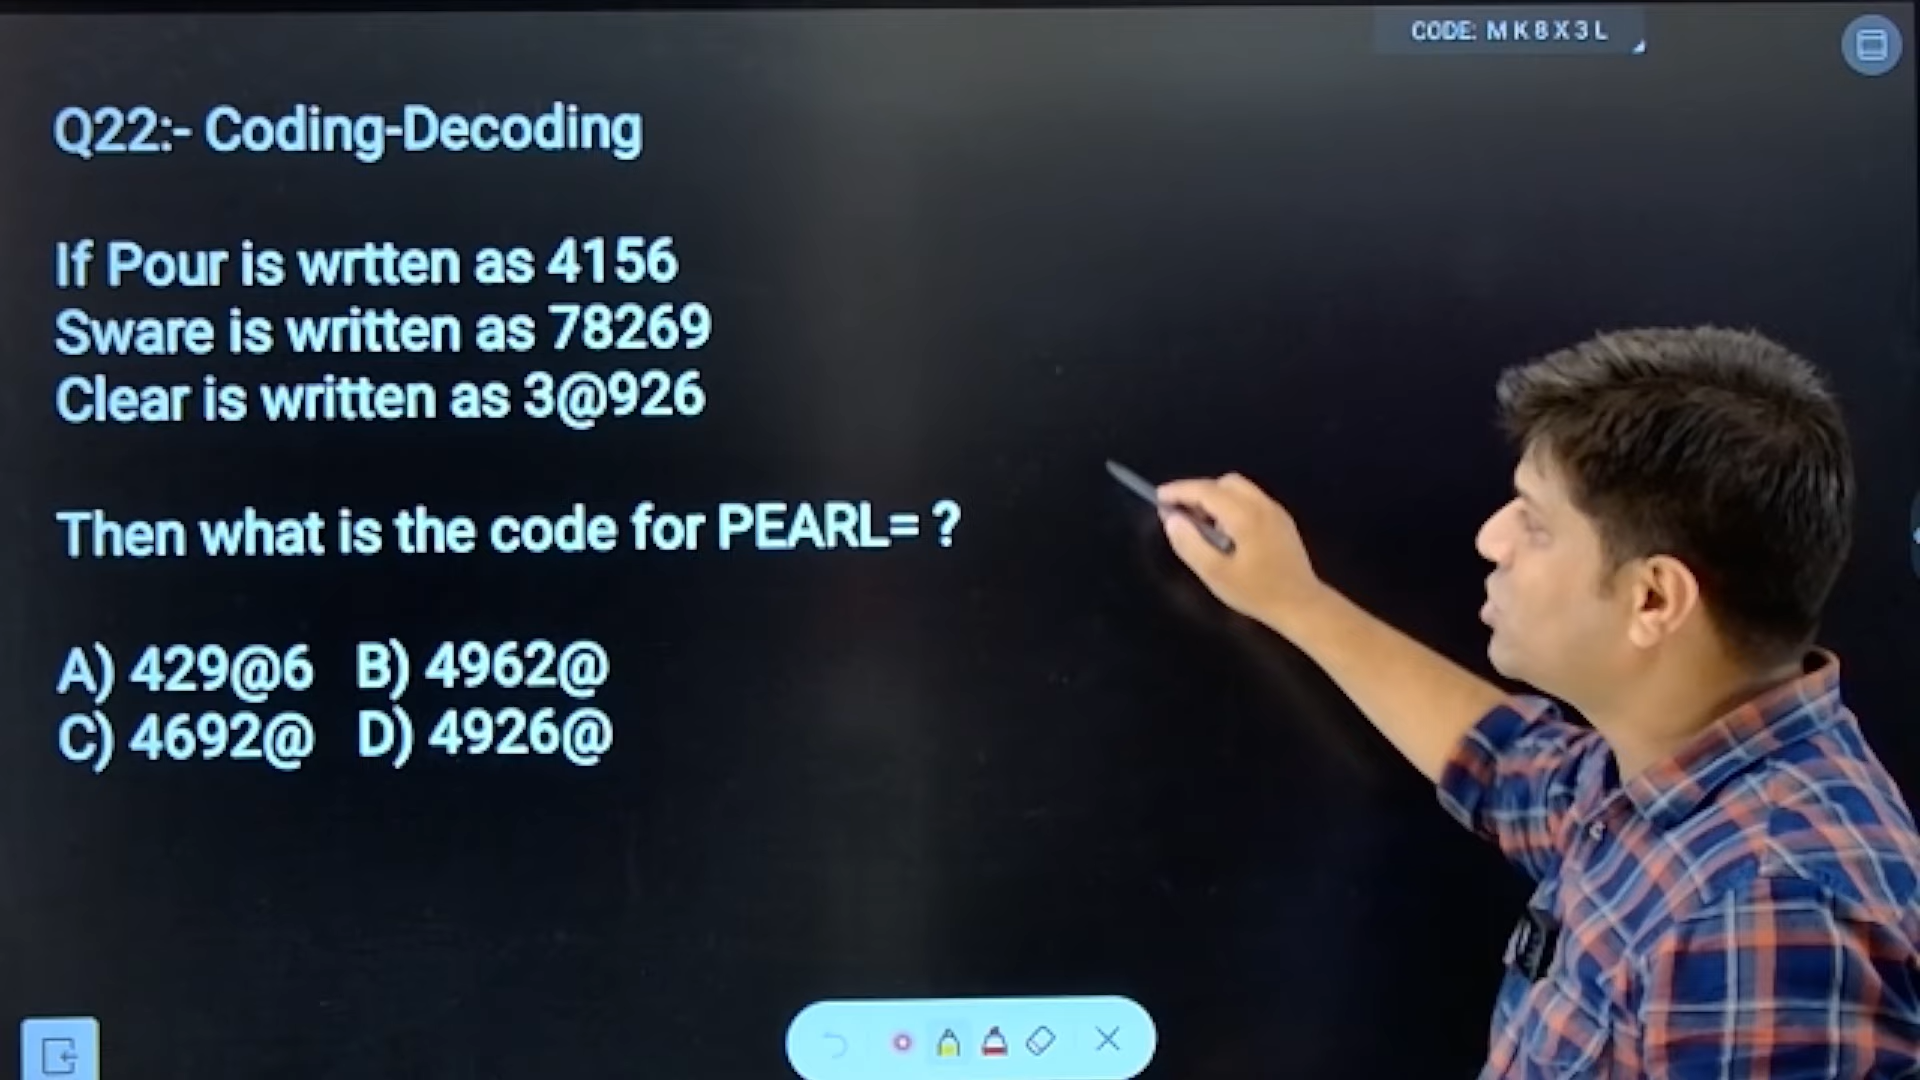 CODE: MK8X3L
Q22:- Coding-Decoding
If Pour is wrtten as 4156
Sware is written as 78269
Clear is written as 3@926
Then what is the code for PEARL= ?
A) 429@6 B) 4962@
C) 4692@ D) 4926@